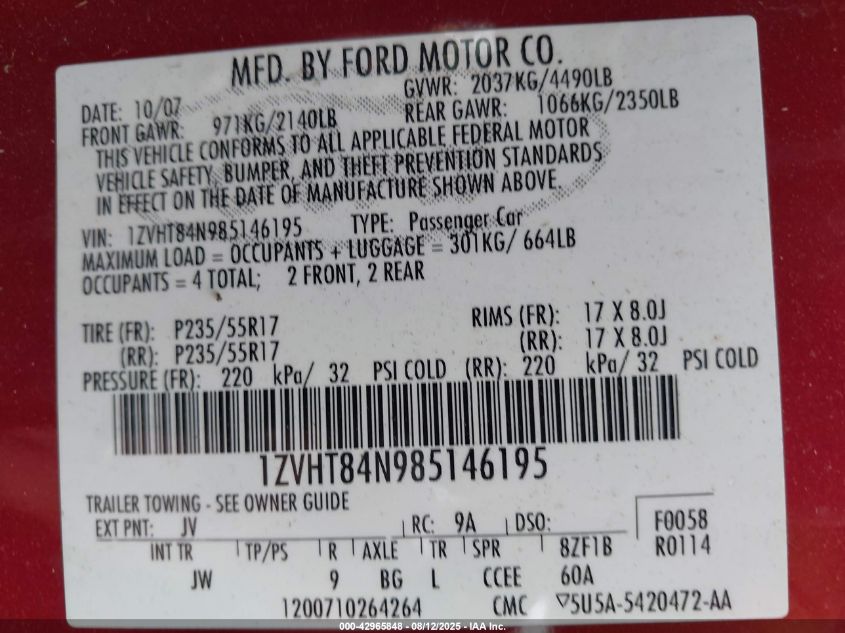 MFD. BY FORD MOTOR CO.
DATE: 10/07 GVWR: 2037KG/4490LB
FRONT GAWR: 971KG/2140LB REAR GAWR: 1066KG/2350LB
THIS VEHICLE CONFORMS TO ALL APPLICABLE FEDERAL MOTOR
VEHICLE SAFETY, BUMPER, AND THEFT PREVENTION STANDARDS
IN EFFECT ON THE DATE OF MANUFACTURE SHOWN ABOVE.
VIN: 1ZVHT84N985146195 TYPE: Passenger Car
MAXIMUM LOAD = OCCUPANTS + LUGGAGE = 301KG/ 664LB
OCCUPANTS = 4 TOTAL; 2 FRONT, 2 REAR
TIRE (FR): P235/55R17 RIMS (FR): 17 X 8.0J
(RR): P235/55R17 (RR): 17 X 8.0J
PRESSURE (FR): 220 kPa/ 32 PSI COLD (RR): 220 kPa/ 32 PSI COLD
1ZVHT84N985146195
TRAILER TOWING - SEE OWNER GUIDE
EXT PNT: JV RC: 9A DSO: F0058
INT TR TP/PS R AXLE TR SPR 8ZF1B R0114
JW 9 BG L CCEE 60A
1200710264264 CMC ▽5U5A-5420472-AA
000-42965848 - 08/12/2025 - IAA Inc.